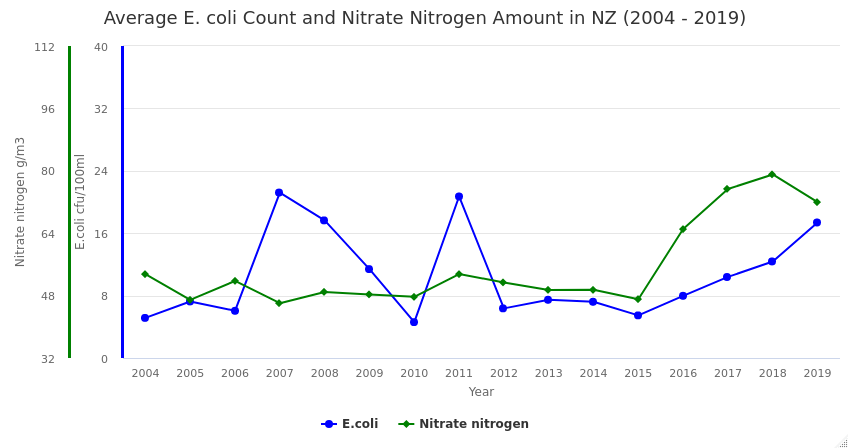 Average E. coli Count and Nitrate Nitrogen Amount in NZ (2004 - 2019)
112 40
96 32
80 24
64 16
48 8
32 0
Nitrate nitrogen g/m3
E.coli cfu/100ml
2004 2005 2006 2007 2008 2009 2010 2011 2012 2013 2014 2015 2016 2017 2018 2019
Year
E.coli Nitrate nitrogen